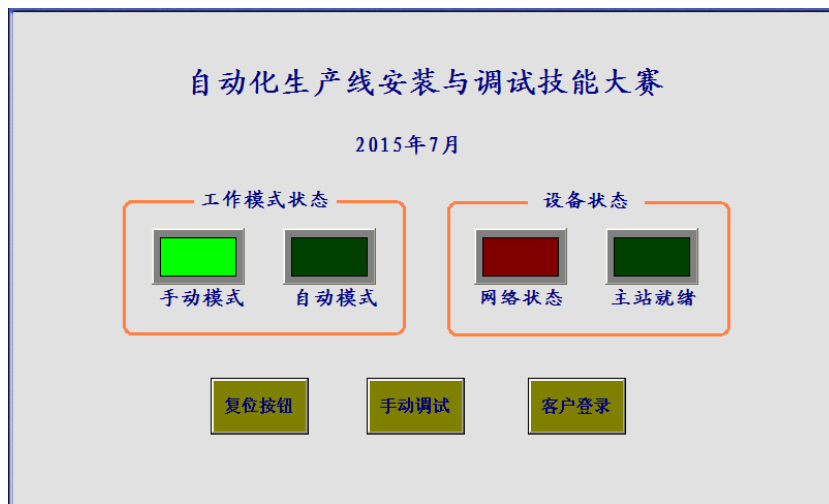 自动化生产线安装与调试技能大赛
2015年7月
工作模式状态
设备状态
手动模式
自动模式
网络状态
主站就绪
复位按钮
手动调试
客户登录